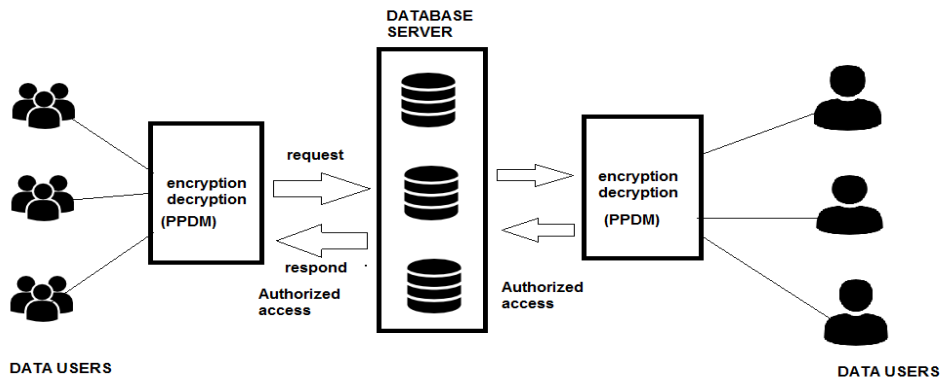 DATABASE
SERVER
encryption
decryption
(PPDM)
request
respond
Authorized
access
Authorized
access
encryption
decryption
(PPDM)
DATA USERS
DATA USERS